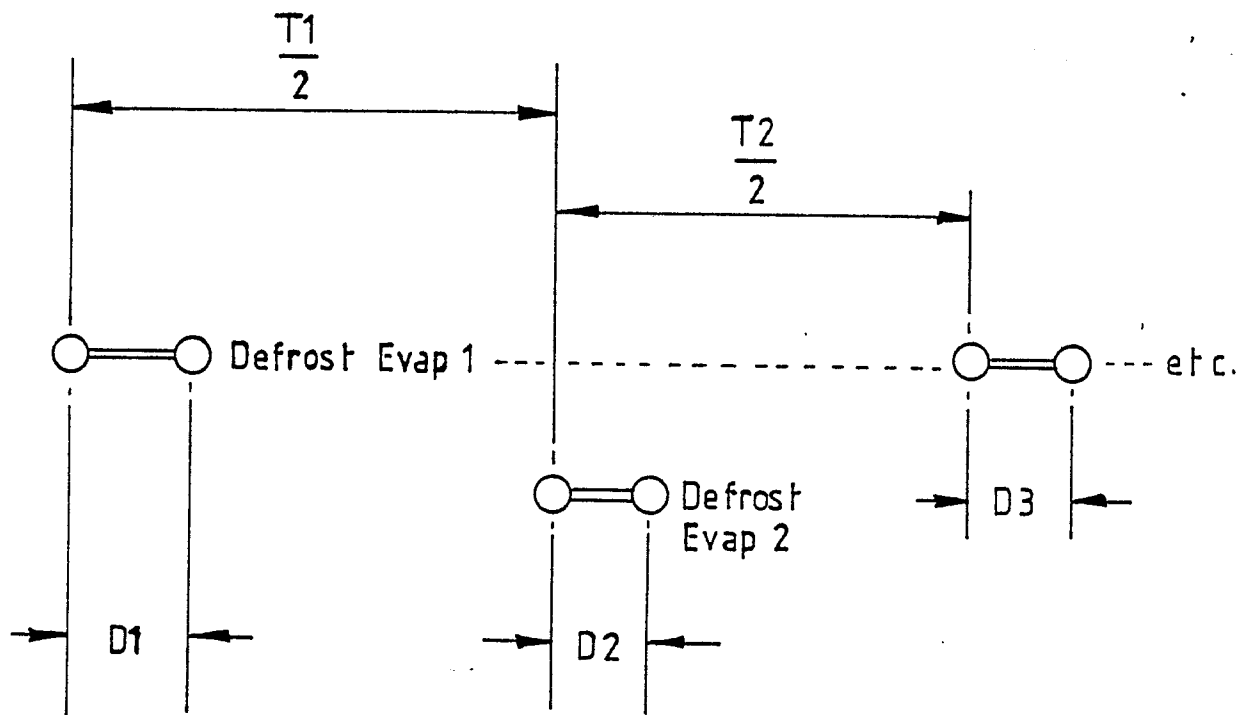 T1
2
T2
2
Defrost Evap 1 etc.
Defrost
Evap 2
D3
D1
D2